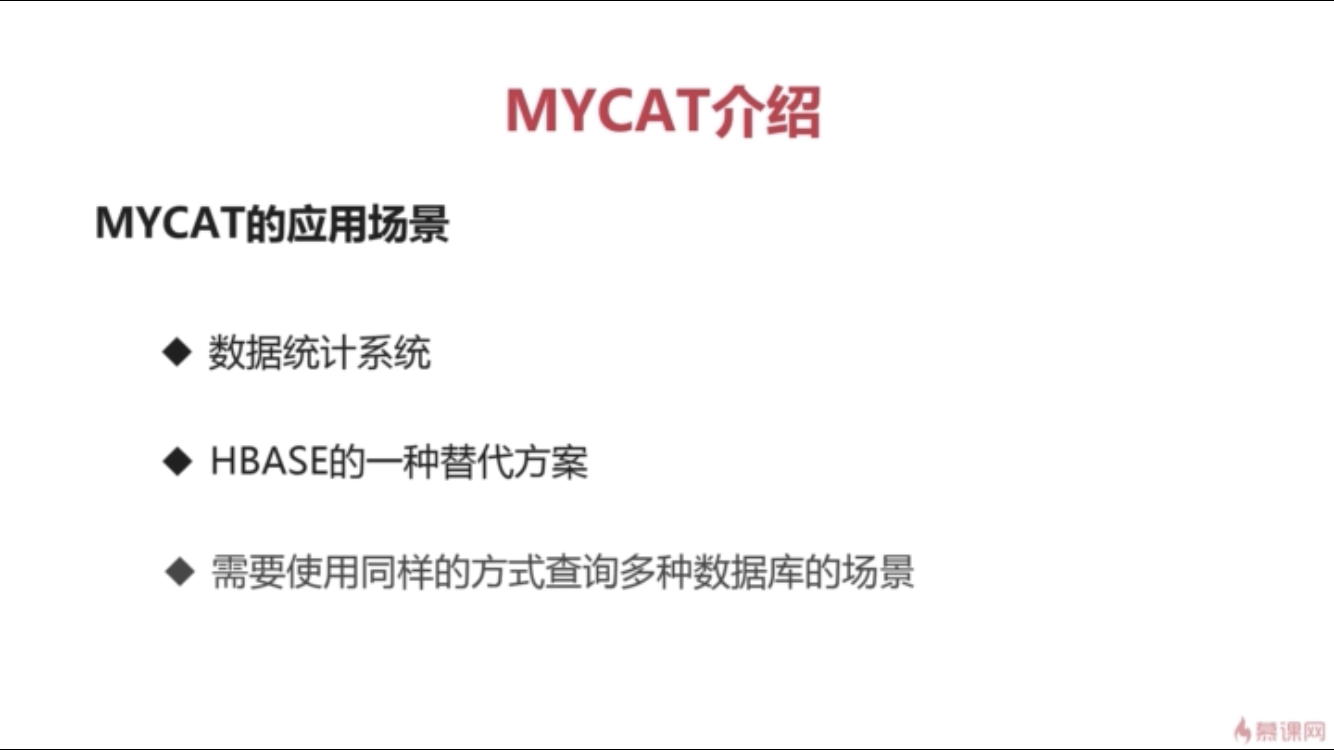 MYCAT介绍
MYCAT的应用场景
◆ 数据统计系统
◆ HBASE的一种替代方案
◆ 需要使用同样的方式查询多种数据库的场景
慕课网